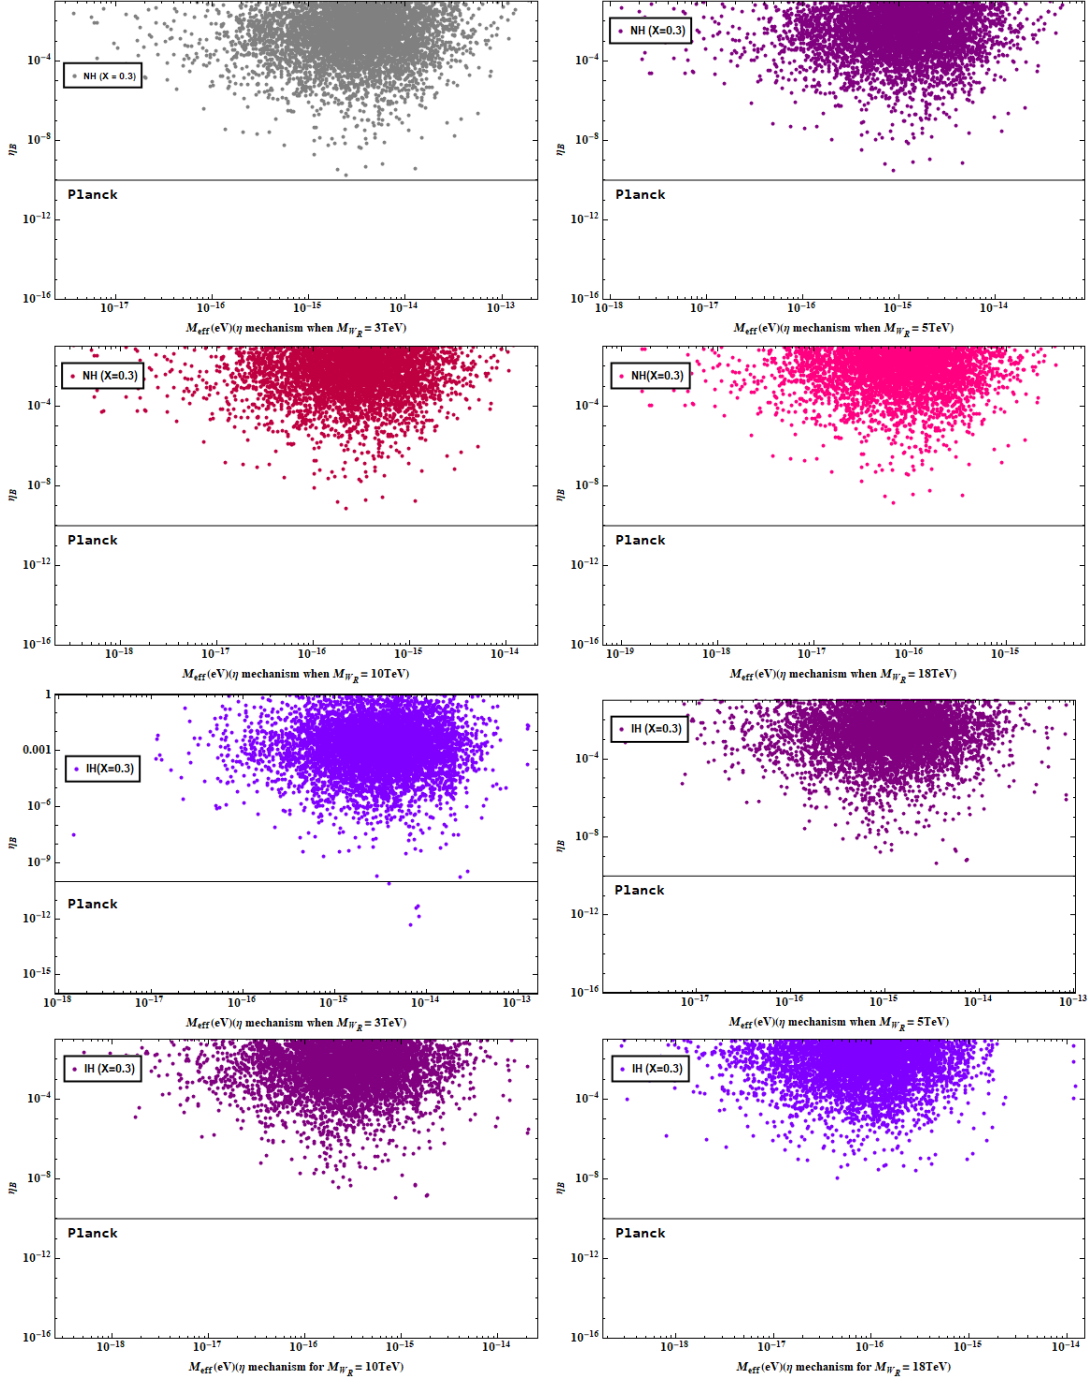 NH (X = 0.3)
η_B
10^-4
10^-8
10^-12
10^-16
Planck
10^-17 10^-16 10^-15 10^-14 10^-13
M_eff(eV)(η mechanism when M_W_R = 3TeV)
NH (X=0.3)
η_B
10^-4
10^-8
10^-12
10^-16
Planck
10^-18 10^-17 10^-16 10^-15 10^-14
M_eff(eV)(η mechanism when M_W_R = 5TeV)
NH (X=0.3)
η_B
10^-4
10^-8
10^-12
10^-16
Planck
10^-18 10^-17 10^-16 10^-15 10^-14
M_eff(eV)(η mechanism when M_W_R = 10TeV)
NH(X=0.3)
η_B
10^-4
10^-8
10^-12
10^-16
Planck
10^-19 10^-18 10^-17 10^-16 10^-15
M_eff(eV)(η mechanism when M_W_R = 18TeV)
IH(X=0.3)
η_B
1
0.001
10^-6
10^-9
10^-12
10^-15
Planck
10^-18 10^-17 10^-16 10^-15 10^-14 10^-13
M_eff(eV)(η mechanism when M_W_R = 3TeV)
IH (X=0.3)
η_B
10^-4
10^-8
10^-12
10^-16
Planck
10^-17 10^-16 10^-15 10^-14 10^-13
M_eff(eV)(η mechanism when M_W_R = 5TeV)
IH (X=0.3)
η_B
10^-4
10^-8
10^-12
10^-16
Planck
10^-18 10^-17 10^-16 10^-15 10^-14
M_eff(eV)(η mechanism for M_W_R = 10TeV)
IH (X=0.3)
η_B
10^-4
10^-8
10^-12
10^-16
Planck
10^-18 10^-17 10^-16 10^-15 10^-14
M_eff(eV)(η mechanism for M_W_R = 18TeV)